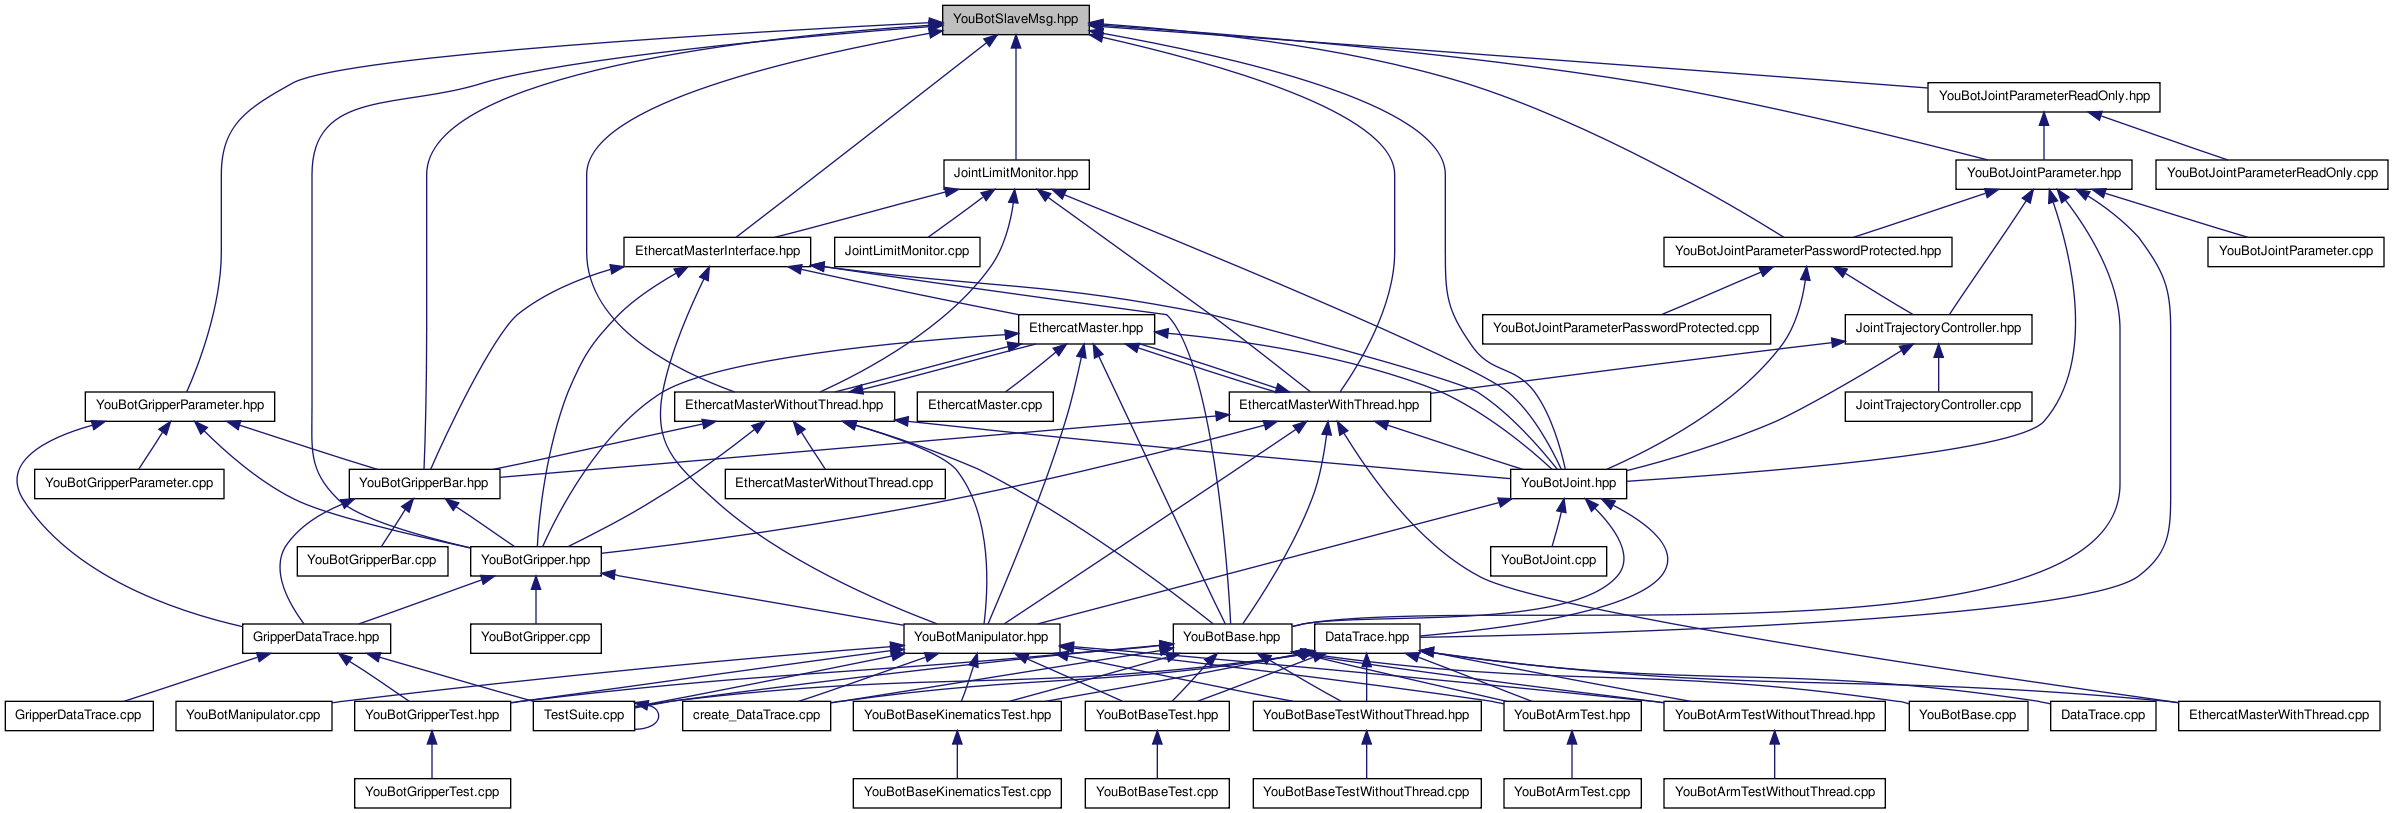 YouBotSlaveMsg.hpp
YouBotJointParameterReadOnly.hpp
JointLimitMonitor.hpp
YouBotJointParameter.hpp
YouBotJointParameterReadOnly.cpp
EthercatMasterInterface.hpp
JointLimitMonitor.cpp
YouBotJointParameterPasswordProtected.hpp
YouBotJointParameter.cpp
EthercatMaster.hpp
YouBotJointParameterPasswordProtected.cpp
JointTrajectoryController.hpp
YouBotGripperParameter.hpp
EthercatMasterWithoutThread.hpp
EthercatMaster.cpp
EthercatMasterWithThread.hpp
JointTrajectoryController.cpp
YouBotGripperParameter.cpp
YouBotGripperBar.hpp
EthercatMasterWithoutThread.cpp
YouBotJoint.hpp
YouBotGripperBar.cpp
YouBotGripper.hpp
YouBotJoint.cpp
GripperDataTrace.hpp
YouBotGripper.cpp
YouBotManipulator.hpp
YouBotBase.hpp
DataTrace.hpp
GripperDataTrace.cpp
YouBotManipulator.cpp
YouBotGripperTest.hpp
TestSuite.cpp
create_DataTrace.cpp
YouBotBaseKinematicsTest.hpp
YouBotBaseTest.hpp
YouBotBaseTestWithoutThread.hpp
YouBotArmTest.hpp
YouBotArmTestWithoutThread.hpp
YouBotBase.cpp
DataTrace.cpp
EthercatMasterWithThread.cpp
YouBotGripperTest.cpp
YouBotBaseKinematicsTest.cpp
YouBotBaseTest.cpp
YouBotBaseTestWithoutThread.cpp
YouBotArmTest.cpp
YouBotArmTestWithoutThread.cpp